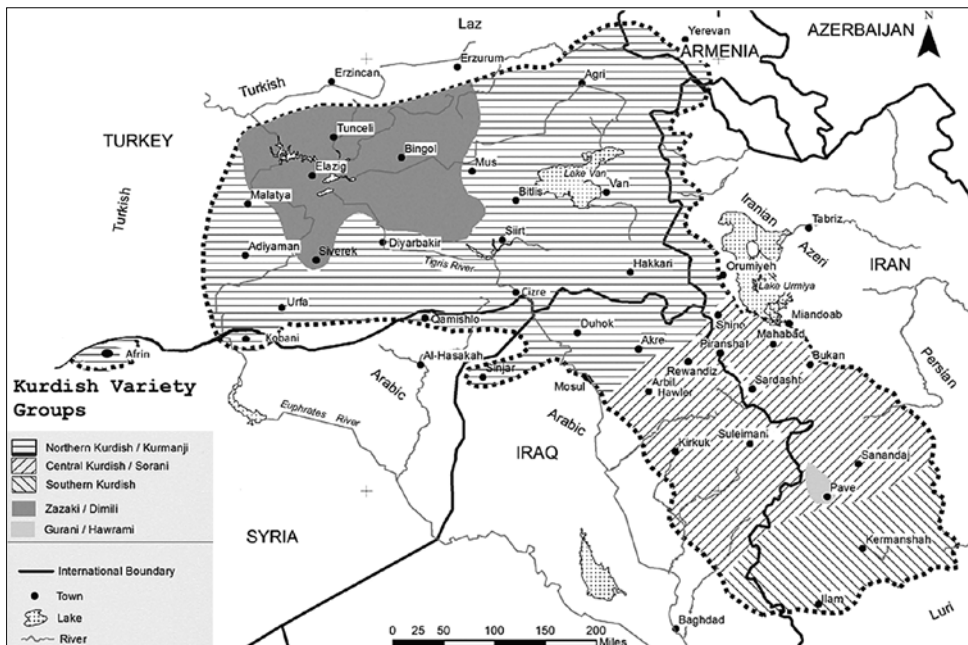 Laz
AZERBAIJAN
N
Yerevan
ARMENIA
Erzurum
Erzincan
Turkish
Agri
TURKEY
Tunceli
Bingol
Mus
Elazig
Lake Van
Van
Bitlis
Malatya
Turkish
Iranian
Tabriz
Azeri
Siirt
Adiyaman
Siverek
Diyarbakir
Tigris River
Hakkari
Orumiyeh
IRAN
Lake Urmiya
Urfa
Cizre
Qamishlo
Shino
Miandoab
Duhok
Kobani
Mahabad
Akre
Piranshar
Afrin
Al-Hasakah
Rewandiz
Bukan
Persian
Sinjar
Mosul
Arbil
Hawler
Sardasht
Arabic
Euphrates River
Arabic
Kirkuk
Suleimani
IRAQ
Sanandaj
Pave
SYRIA
Kermanshah
Ilam
Luri
Baghdad
Kurdish Variety
Groups
Northern Kurdish / Kurmanji
Central Kurdish / Sorani
Southern Kurdish
Zazaki / Dimili
Gurani / Hawrami
International Boundary
Town
Lake
River
0 25 50 100 150 200
Miles